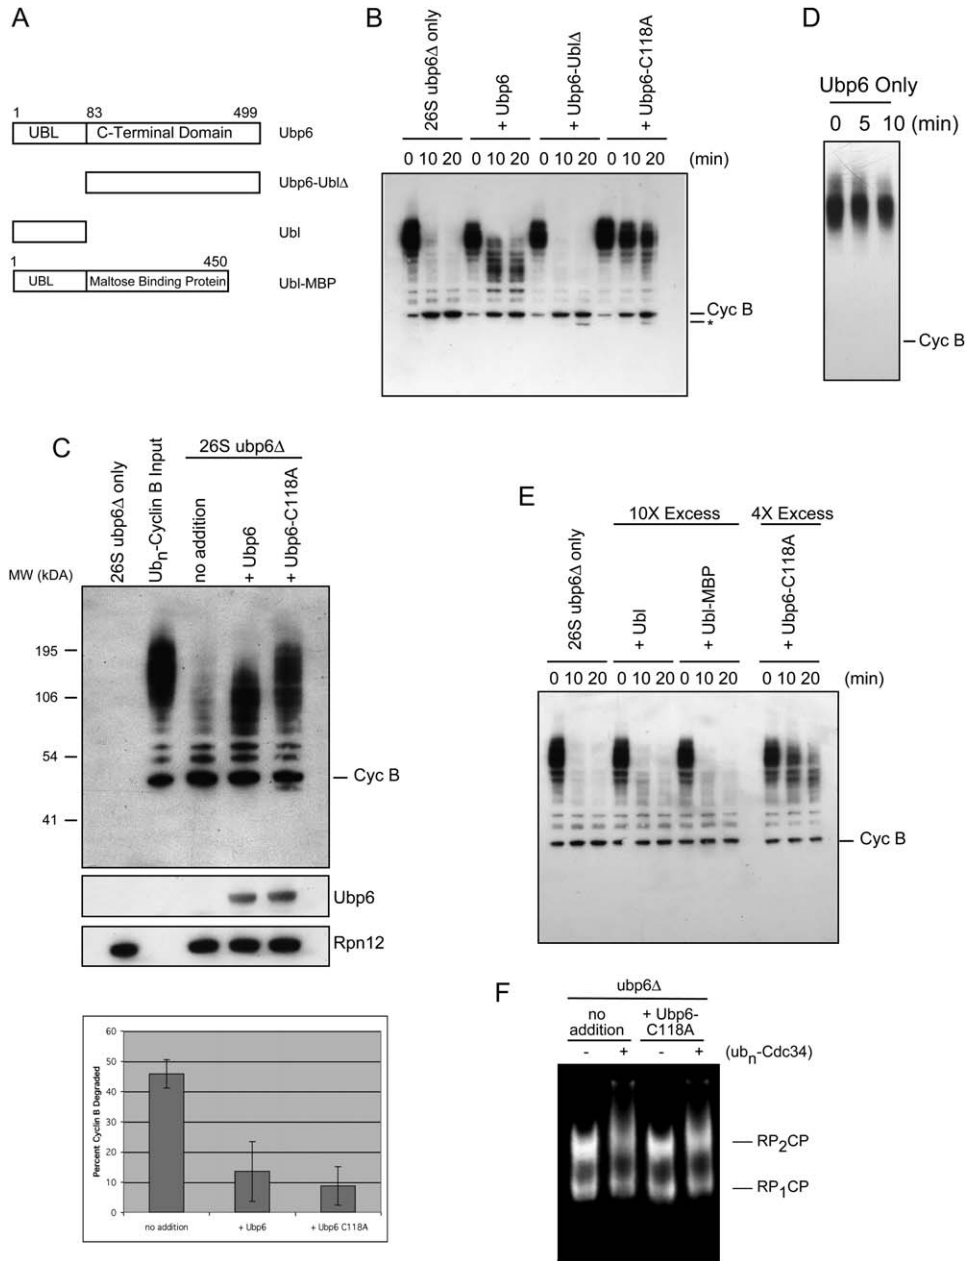 A
1 83 499
UBL C-Terminal Domain Ubp6
Ubp6-UblΔ
Ubl
1 450
UBL Maltose Binding Protein Ubl-MBP
B
26S ubp6Δ only
+ Ubp6
+ Ubp6-UblΔ
+ Ubp6-C118A
0 10 20 0 10 20 0 10 20 0 10 20 (min)
Cyc B
*
D
Ubp6 Only
0 5 10 (min)
Cyc B
C
26S ubp6Δ
26S ubp6Δ only
Ubn-Cyclin B Input
no addition
+ Ubp6
+ Ubp6-C118A
MW (kDA)
195
106
54
Cyc B
41
Ubp6
Rpn12
Percent Cyclin B Degraded
60
50
40
30
20
10
0
no addition + Ubp6 + Ubp6 C118A
E
10X Excess 4X Excess
26S ubp6Δ only
+ Ubl
+ Ubl-MBP
+ Ubp6-C118A
0 10 20 0 10 20 0 10 20 0 10 20 (min)
Cyc B
F
ubp6Δ
no addition
+ Ubp6-C118A
- + - + (ubn-Cdc34)
RP2CP
RP1CP